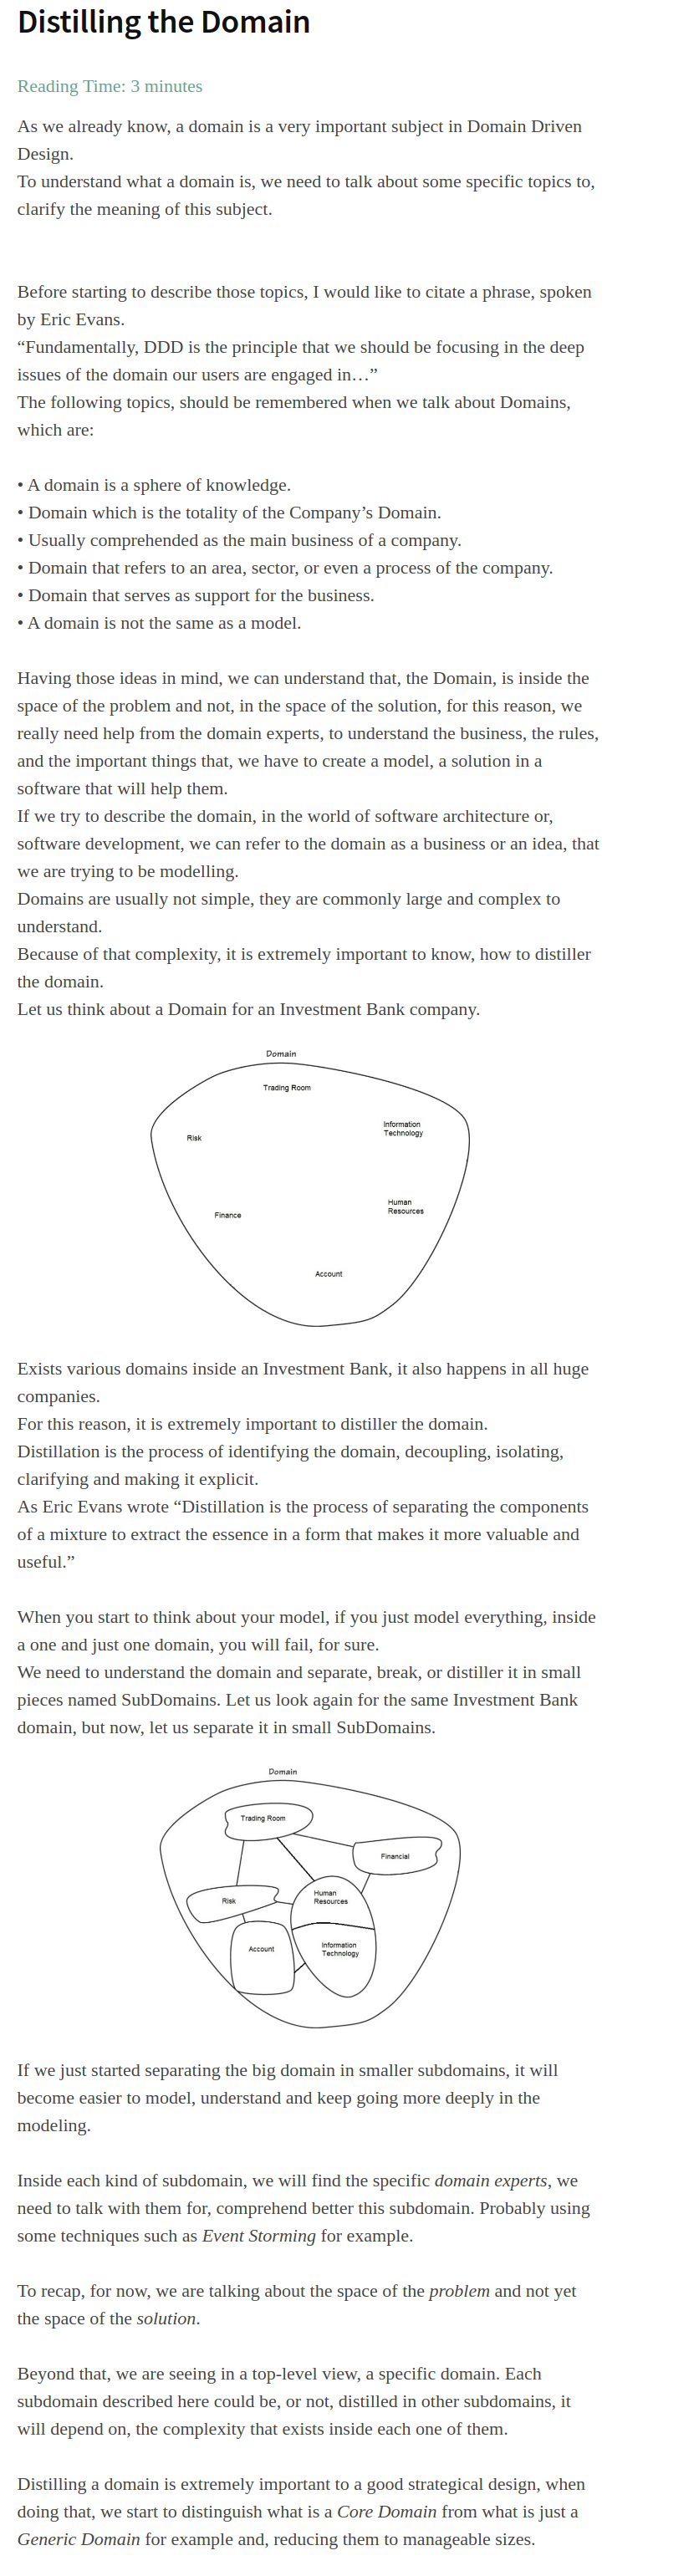 Distilling the Domain
Reading Time: 3 minutes
As we already know, a domain is a very important subject in Domain Driven
Design.
To understand what a domain is, we need to talk about some specific topics to,
clarify the meaning of this subject.
Before starting to describe those topics, I would like to citate a phrase, spoken
by Eric Evans.
“Fundamentally, DDD is the principle that we should be focusing in the deep
issues of the domain our users are engaged in…”
The following topics, should be remembered when we talk about Domains,
which are:
• A domain is a sphere of knowledge.
• Domain which is the totality of the Company’s Domain.
• Usually comprehended as the main business of a company.
• Domain that refers to an area, sector, or even a process of the company.
• Domain that serves as support for the business.
• A domain is not the same as a model.
Having those ideas in mind, we can understand that, the Domain, is inside the
space of the problem and not, in the space of the solution, for this reason, we
really need help from the domain experts, to understand the business, the rules,
and the important things that, we have to create a model, a solution in a
software that will help them.
If we try to describe the domain, in the world of software architecture or,
software development, we can refer to the domain as a business or an idea, that
we are trying to be modelling.
Domains are usually not simple, they are commonly large and complex to
understand.
Because of that complexity, it is extremely important to know, how to distiller
the domain.
Let us think about a Domain for an Investment Bank company.
Domain
Trading Room
Information
Technology
Risk
Human
Resources
Finance
Account
Exists various domains inside an Investment Bank, it also happens in all huge
companies.
For this reason, it is extremely important to distiller the domain.
Distillation is the process of identifying the domain, decoupling, isolating,
clarifying and making it explicit.
As Eric Evans wrote “Distillation is the process of separating the components
of a mixture to extract the essence in a form that makes it more valuable and
useful.”
When you start to think about your model, if you just model everything, inside
a one and just one domain, you will fail, for sure.
We need to understand the domain and separate, break, or distiller it in small
pieces named SubDomains. Let us look again for the same Investment Bank
domain, but now, let us separate it in small SubDomains.
Domain
Trading Room
Financial
Human
Resources
Risk
Account
Information
Technology
If we just started separating the big domain in smaller subdomains, it will
become easier to model, understand and keep going more deeply in the
modeling.
Inside each kind of subdomain, we will find the specific domain experts, we
need to talk with them for, comprehend better this subdomain. Probably using
some techniques such as Event Storming for example.
To recap, for now, we are talking about the space of the problem and not yet
the space of the solution.
Beyond that, we are seeing in a top-level view, a specific domain. Each
subdomain described here could be, or not, distilled in other subdomains, it
will depend on, the complexity that exists inside each one of them.
Distilling a domain is extremely important to a good strategical design, when
doing that, we start to distinguish what is a Core Domain from what is just a
Generic Domain for example and, reducing them to manageable sizes.